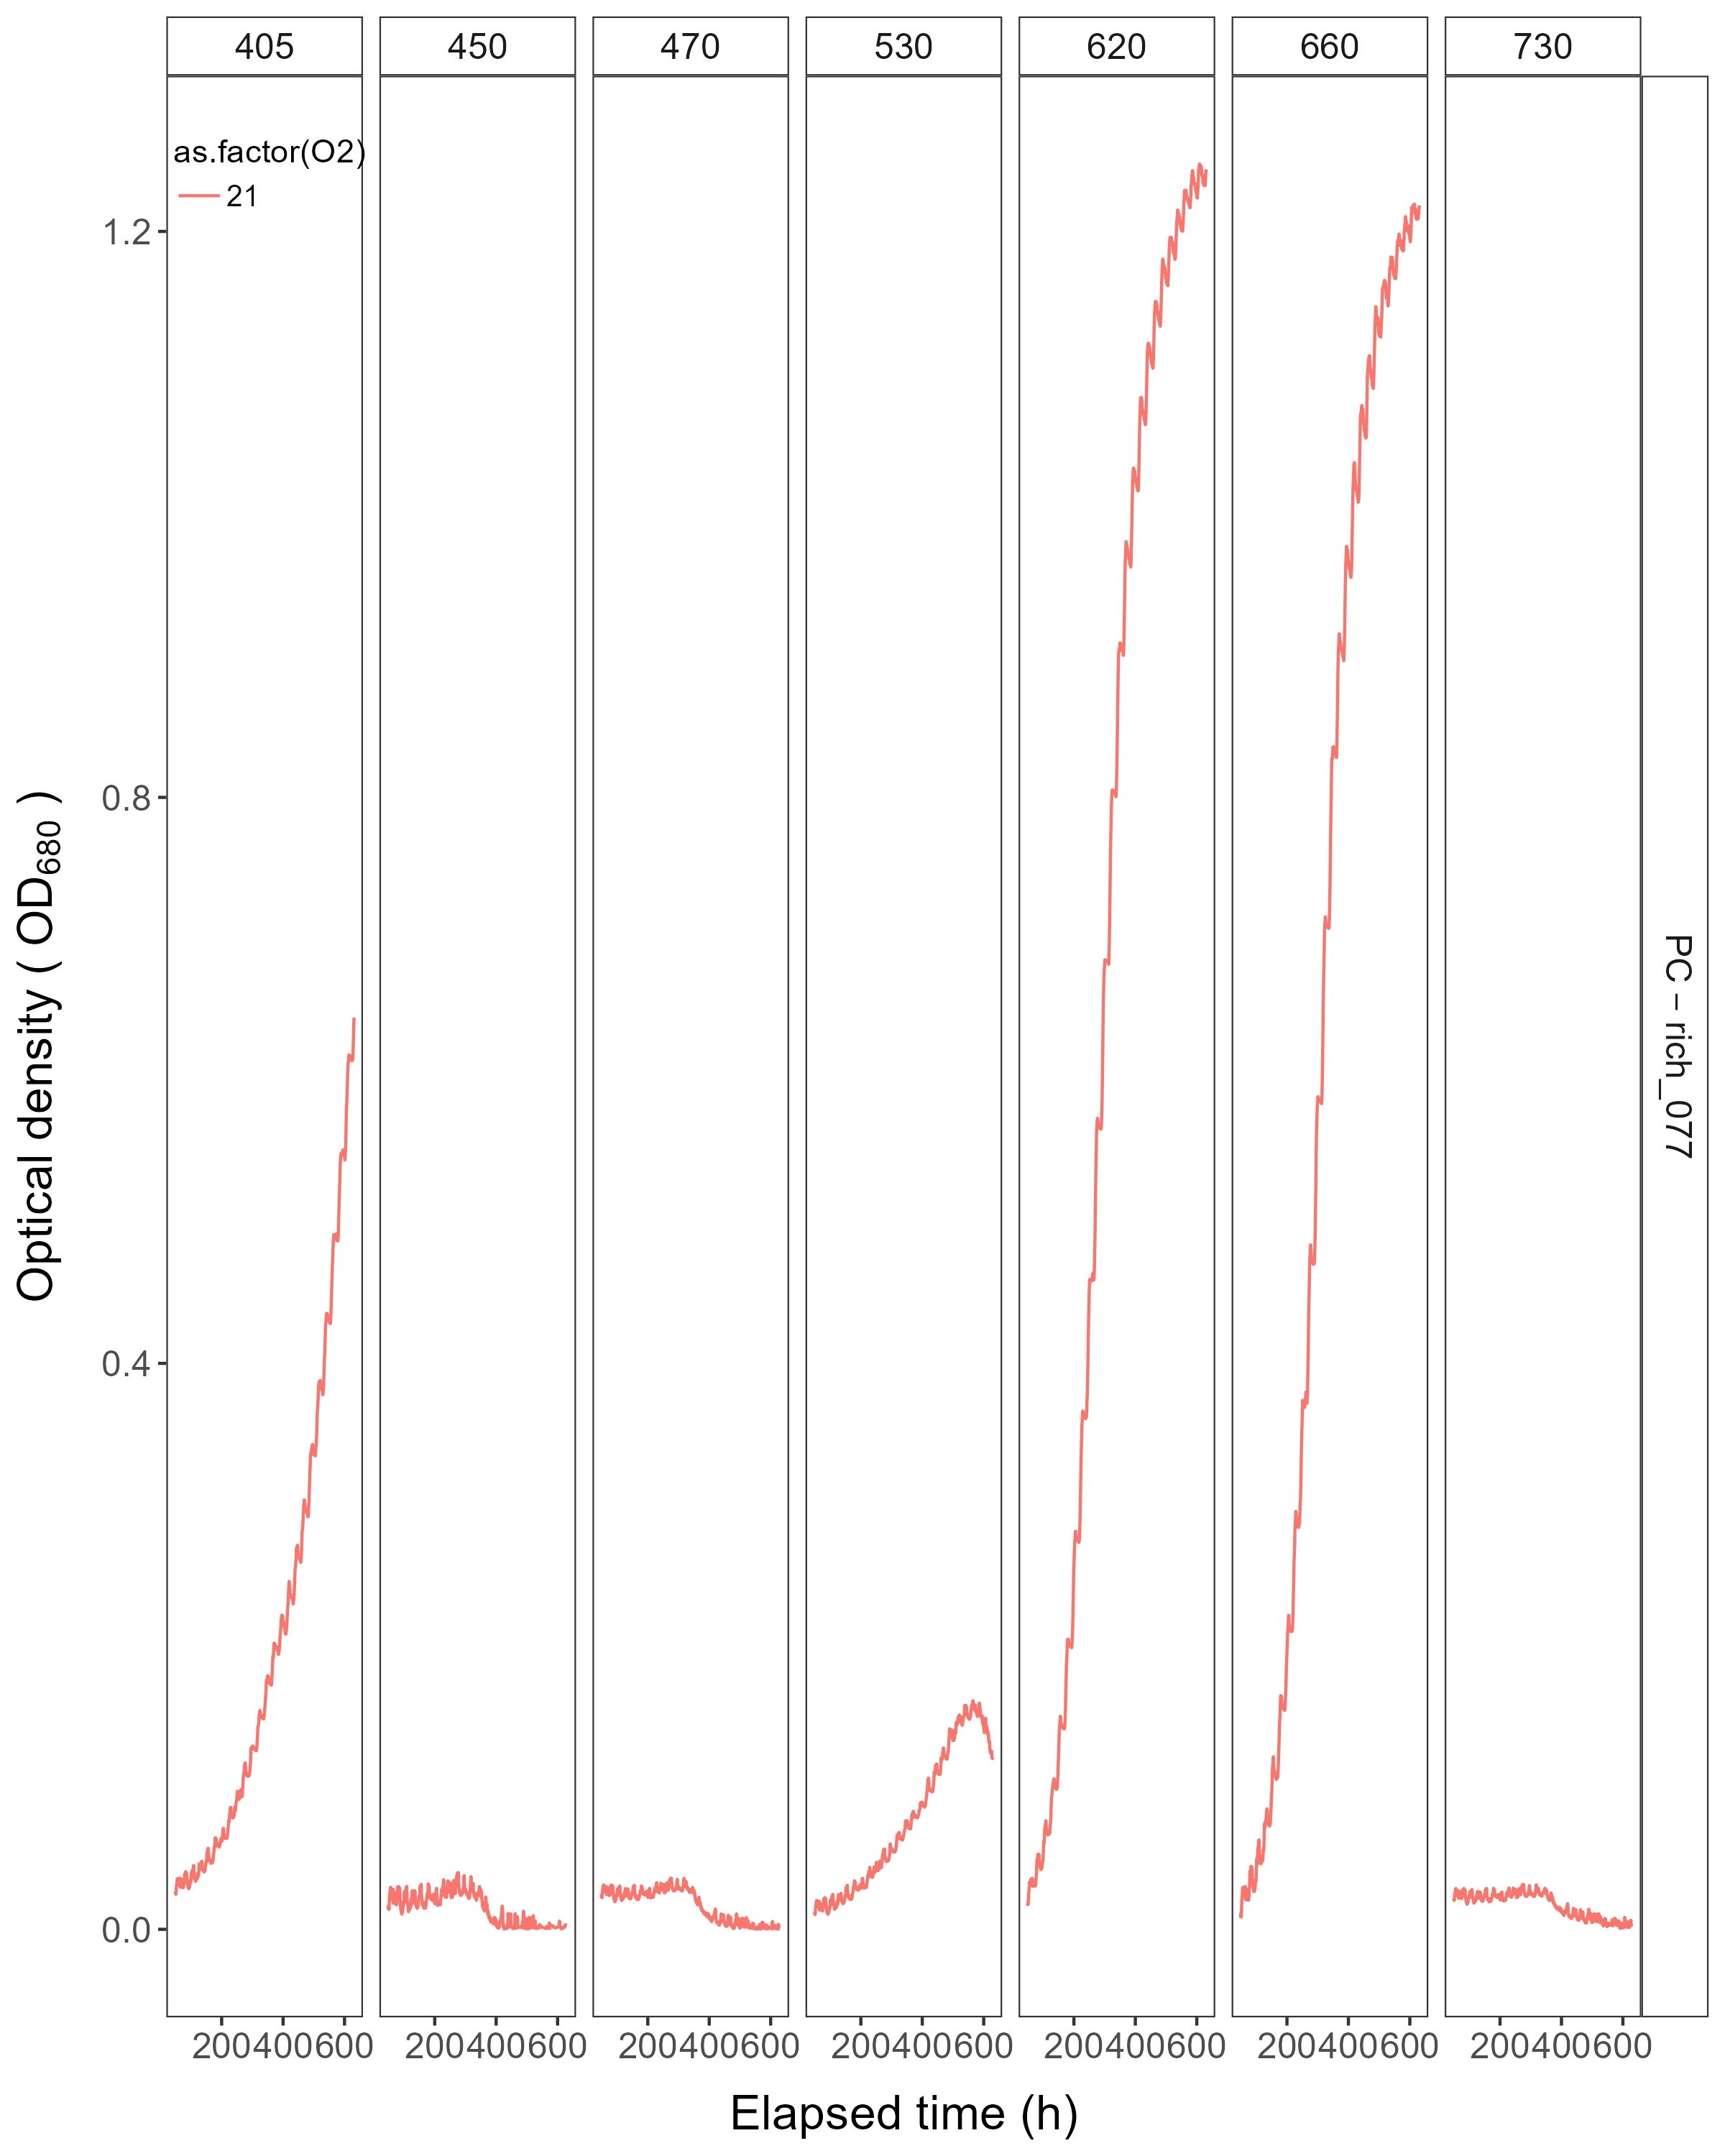 405 450 470 530 620 660 730
as.factor(O2)
21
1.2
0.8
0.4
0.0
Optical density ( OD680 )
PC − rich_077
200400600 200400600 200400600 200400600 200400600 200400600 200400600
Elapsed time (h)